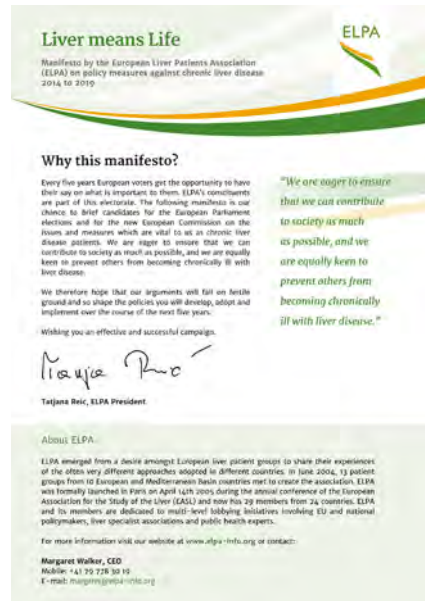 Liver means Life
ELPA
Manifesto by the European Liver Patients Association
(ELPA) on policy measures against chronic liver disease
2014 to 2019
Why this manifesto?
Every five years European voters get the opportunity to have
their say on what is important to them. ELPA's constituents
are part of this electorate. The following manifesto is our
chance to Brief candidates for the European Parliament
elections and for the new European Commission on the
issues and measures which are vital to us as chronic liver
disease patients. We are eager to ensure that we can
contribute to society as much as possible, and we are equally
keen to prevent others from becoming chronically ill with
liver disease.
We therefore hope that our arguments will fall on fertile
ground and so shape the policies you will develop, adopt and
implement over the course of the next five years.
Wishing you an effective and successful campaign.
"We are eager to ensure
that we can contribute
to society as much
as possible, and we
are equally keen to
prevent others from
becoming chronically
ill with liver disease."
Tatjana Reic, ELPA President
About ELPA
ELPA emerged from a desire amongst European liver patient groups to share their experiences
of the often very different approaches adopted in different countries. In June 2004, 13 patient
groups from 10 European and Mediterranean Basin countries met to create the association. ELPA
was formally launched in Paris on April 14th 2005 during the annual conference of the European
Association for the Study of the Liver (EASL) and now has 29 members from 24 countries. ELPA
and its members are dedicated to multi-level lobbying initiatives involving EU and national
policymakers, liver specialist associations and public health experts.
For more information visit our website at www.elpa-info.org or contact:
Margaret Walker, CEO
Mobile: +41 79 778 30 19
E-mail: margaret@elpa-info.org